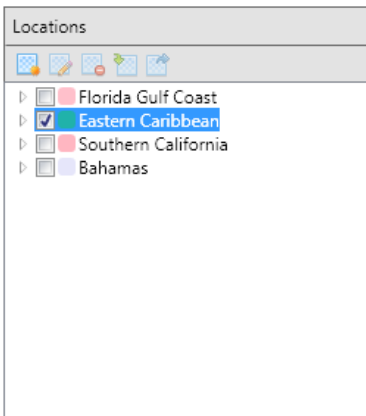 Locations
Florida Gulf Coast
Eastern Caribbean
Southern California
Bahamas